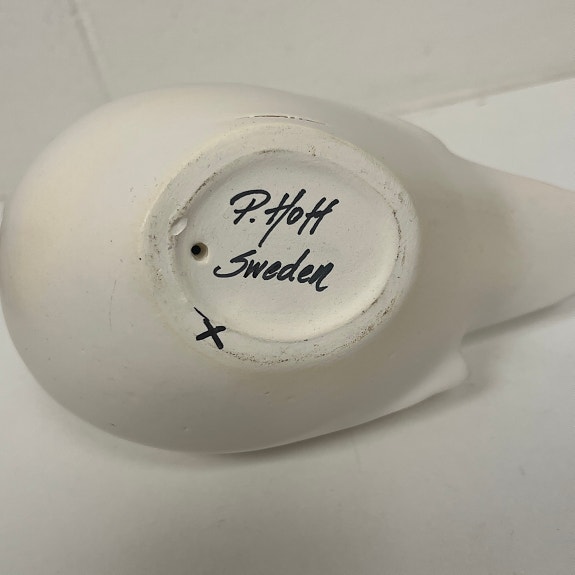 P. Hoff
Sweden
X